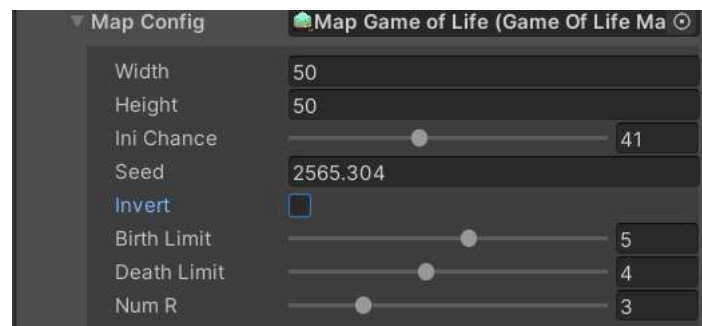 Map Config Map Game of Life (Game Of Life Ma
Width 50
Height 50
Ini Chance 41
Seed 2565.304
Invert
Birth Limit 5
Death Limit 4
Num R 3